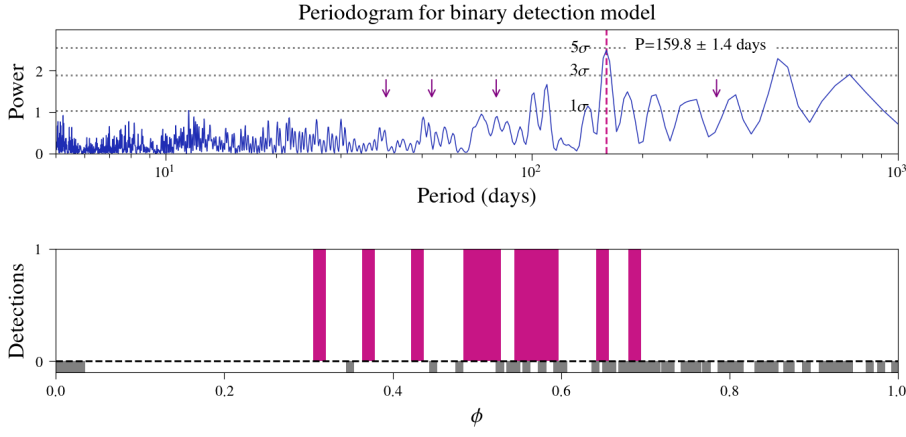 Periodogram for binary detection model
Power
2
1
0
5σ
3σ
1σ
P=159.8 ± 1.4 days
10¹
10²
10³
Period (days)
Detections
1
0
0.0
0.2
0.4
0.6
0.8
1.0
ϕ